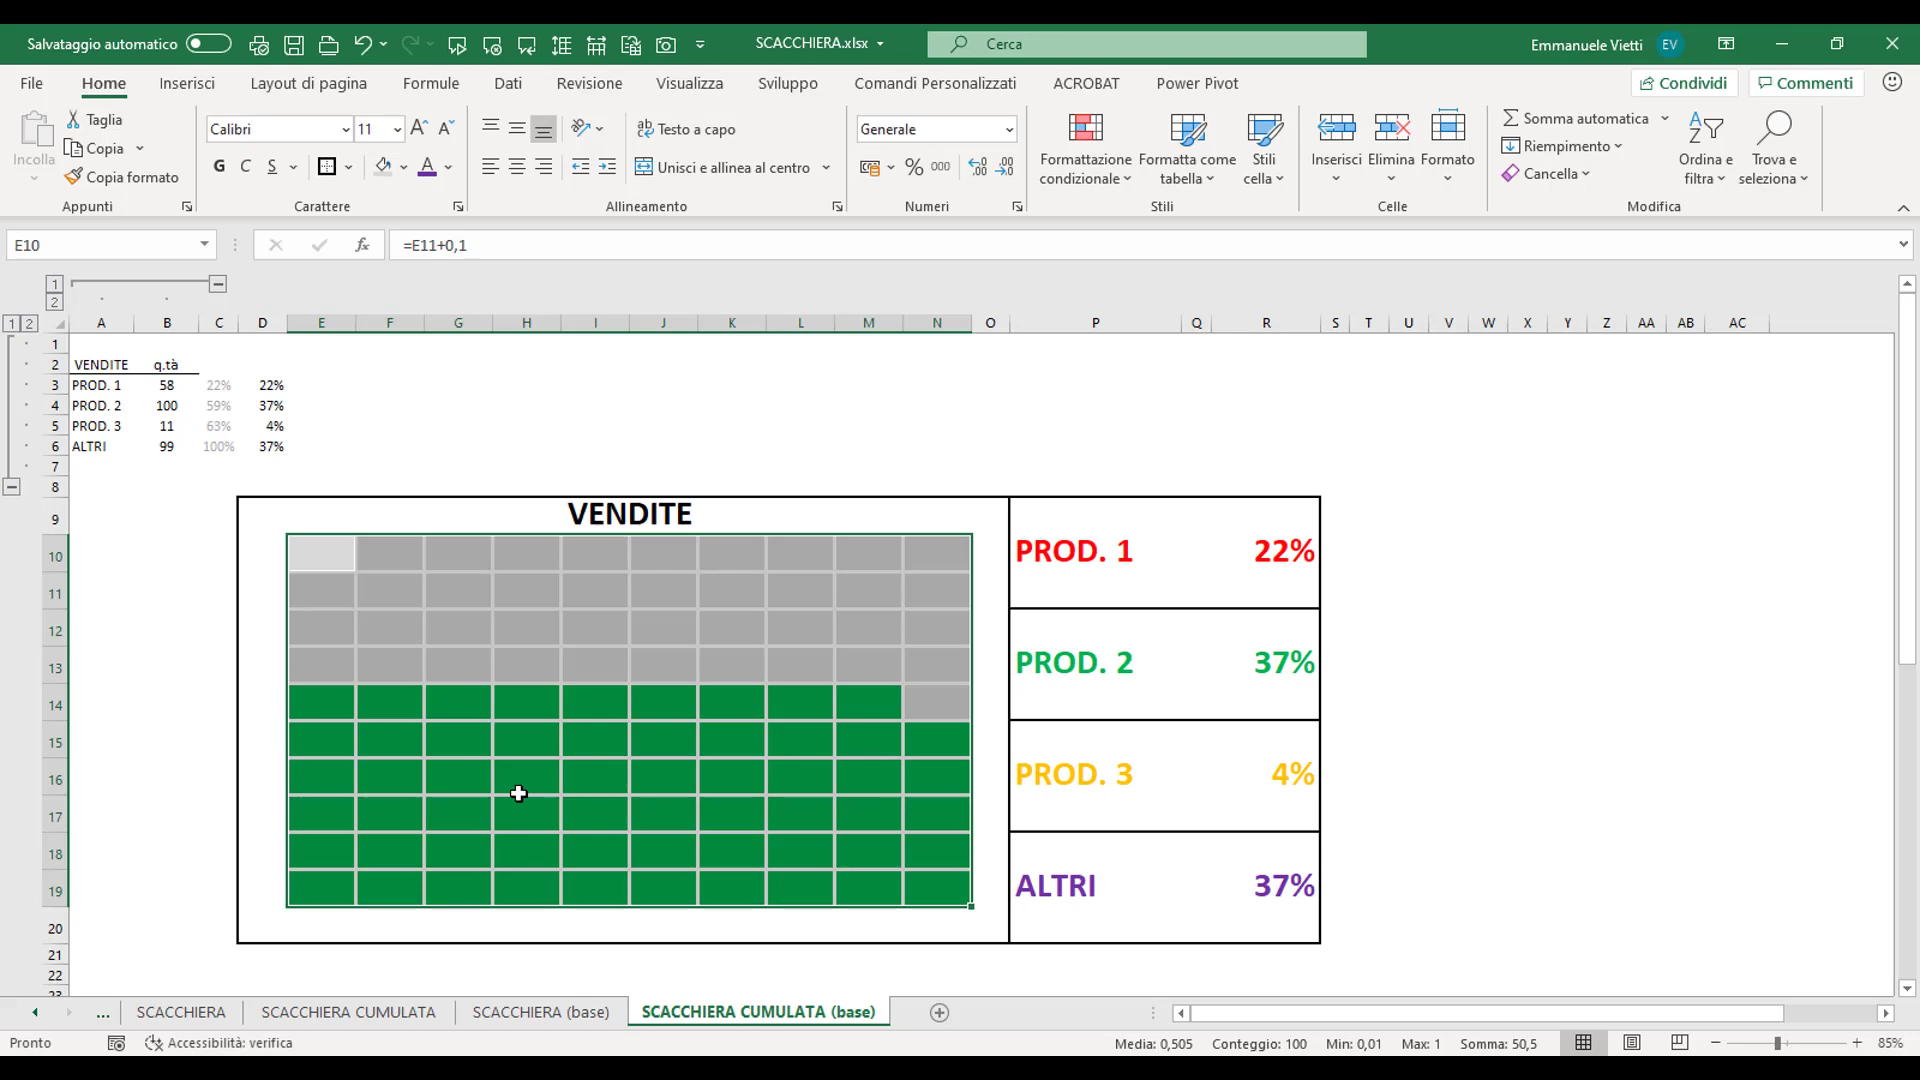 Salvataggio automatico SCACCHIERA.xlsx Cerca Emmanuele Vietti EV
File Home Inserisci Layout di pagina Formule Dati Revisione Visualizza Sviluppo Comandi Personalizzati ACROBAT Power Pivot Condividi Commenti
Incolla
Taglia
Copia
Copia formato
Appunti
Calibri 11
G C S
Carattere
Testo a capo
Unisci e allinea al centro
Allineamento
Generale
% 000
Numeri
Formattazione condizionale
Formatta come tabella
Stili cella
Stili
Inserisci Elimina Formato
Celle
Somma automatica
Riempimento
Cancella
Ordina e filtra
Trova e seleziona
Modifica
E10 fx =E11+0,1
1
2
1 2 A B C D E F G H I J K L M N O P Q R S T U V W X Y Z AA AB AC
1
2 VENDITE q.tà
3 PROD. 1 58 22% 22%
4 PROD. 2 100 59% 37%
5 PROD. 3 11 63% 4%
6 ALTRI 99 100% 37%
7
8
9 VENDITE
10 PROD. 1 22%
11
12
13 PROD. 2 37%
14
15
16 PROD. 3 4%
17
18
19 ALTRI 37%
20
21
22
23
... SCACCHIERA SCACCHIERA CUMULATA SCACCHIERA (base) SCACCHIERA CUMULATA (base)
Pronto Accessibilità: verifica Media: 0,505 Conteggio: 100 Min: 0,01 Max: 1 Somma: 50,5 85%